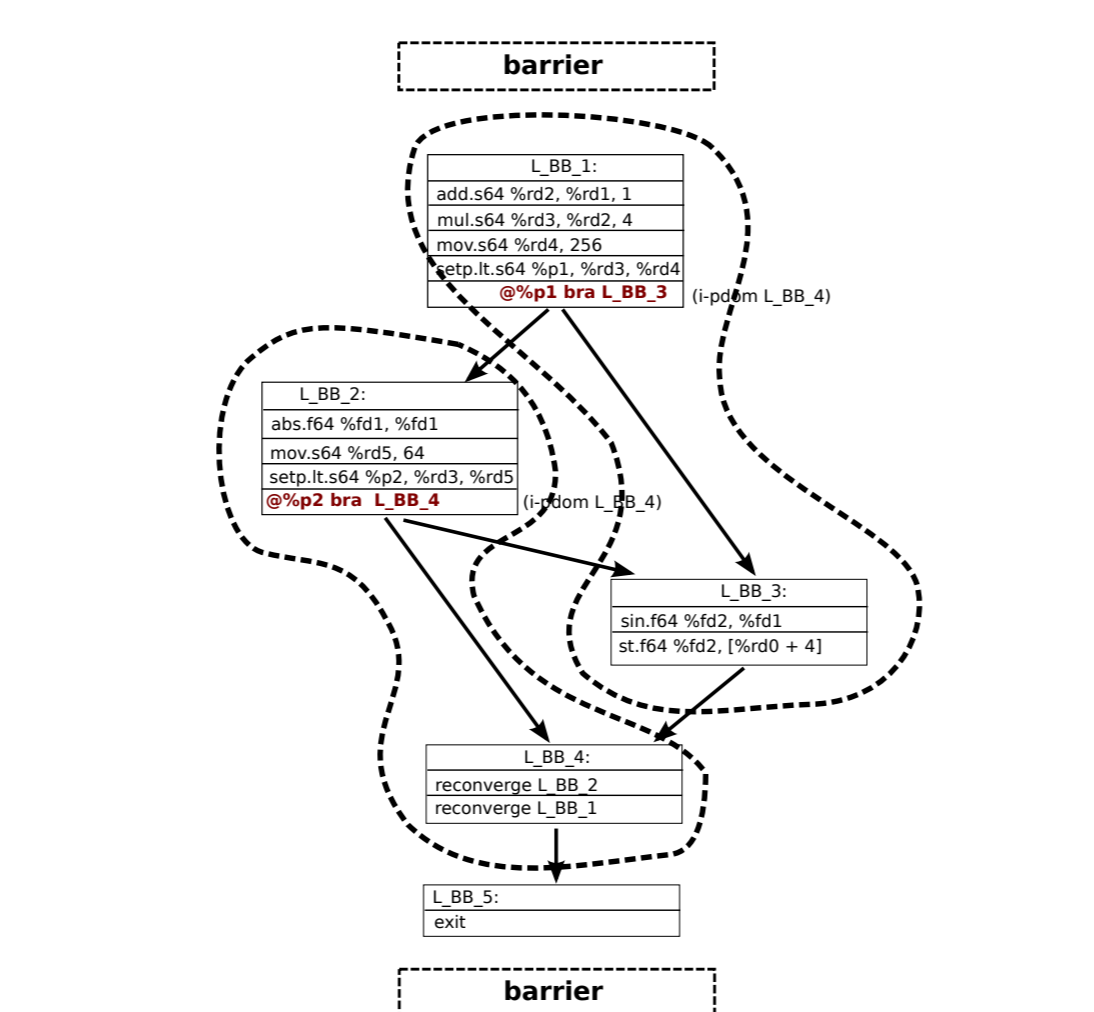 barrier
L_BB_1:
add.s64 %rd2, %rd1, 1
mul.s64 %rd3, %rd2, 4
mov.s64 %rd4, 256
setp.lt.s64 %p1, %rd3, %rd4
@%p1 bra L_BB_3
(i-pdom L_BB_4)
L_BB_2:
abs.f64 %fd1, %fd1
mov.s64 %rd5, 64
setp.lt.s64 %p2, %rd3, %rd5
@%p2 bra L_BB_4
(i-pdom L_BB_4)
L_BB_3:
sin.f64 %fd2, %fd1
st.f64 %fd2, [%rd0 + 4]
L_BB_4:
reconverge L_BB_2
reconverge L_BB_1
L_BB_5:
exit
barrier